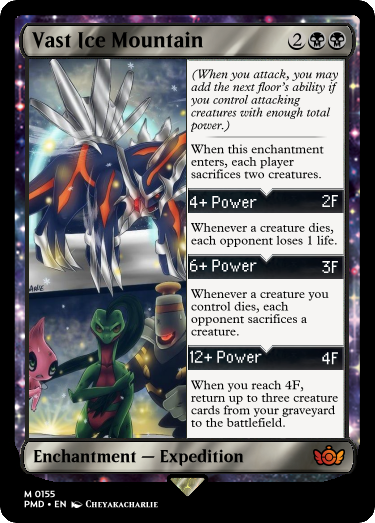 Vast Ice Mountain 2
(When you attack, you may
add the next floor's ability if
you control attacking
creatures with enough total
power.)
When this enchantment
enters, each player
sacrifices two creatures.
4+ Power 2F
Whenever a creature dies,
each opponent loses 1 life.
6+ Power 3F
Whenever a creature you
control dies, each
opponent sacrifices a
creature.
12+ Power 4F
When you reach 4F,
return up to three creature
cards from your graveyard
to the battlefield.
Enchantment — Expedition
M 0155
PMD • EN Cheyakacharlie